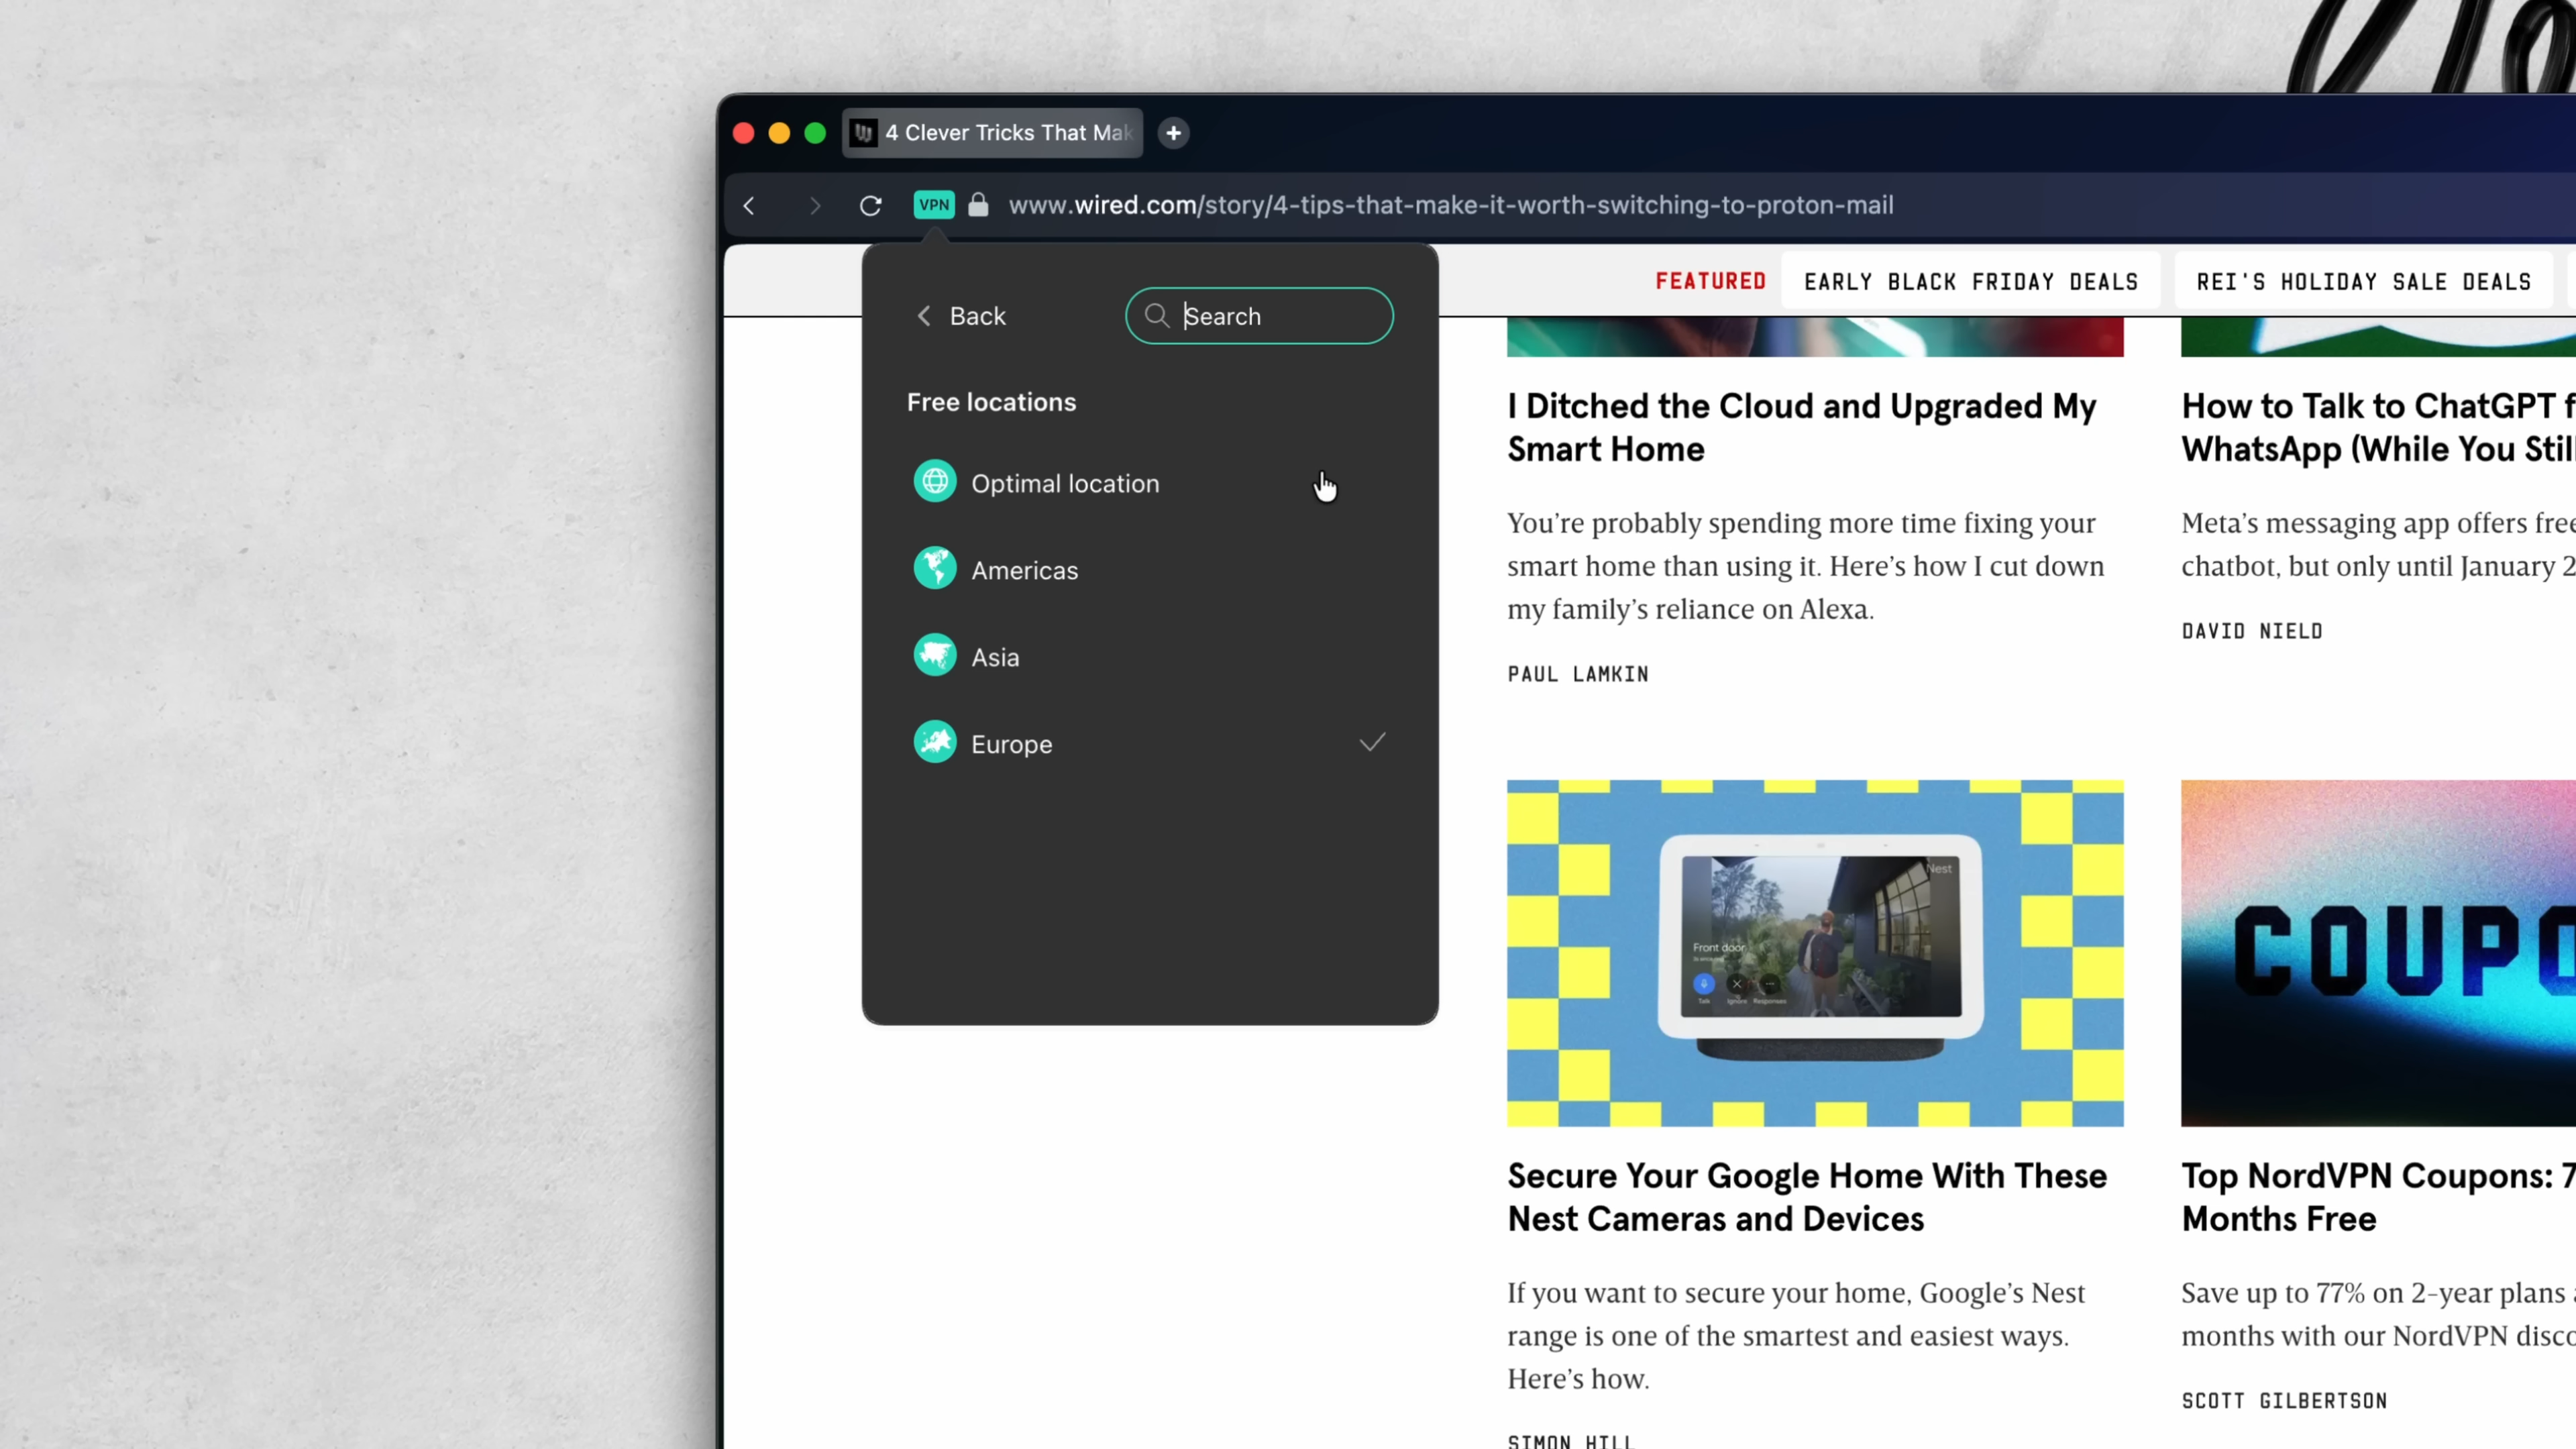 4 Clever Tricks That Mak
VPN
www.wired.com/story/4-tips-that-make-it-worth-switching-to-proton-mail
FEATURED
EARLY BLACK FRIDAY DEALS
REI'S HOLIDAY SALE DEALS
Back
Search
Free locations
Optimal location
Americas
Asia
Europe
I Ditched the Cloud and Upgraded My
Smart Home
You're probably spending more time fixing your
smart home than using it. Here's how I cut down
my family's reliance on Alexa.
PAUL LAMKIN
How to Talk to ChatGPT f
WhatsApp (While You Stil
Meta's messaging app offers free
chatbot, but only until January 2
DAVID NIELD
Nest
Front door
Talk
Ignore
Responses
Secure Your Google Home With These
Nest Cameras and Devices
If you want to secure your home, Google's Nest
range is one of the smartest and easiest ways.
Here's how.
SIMON HILL
COUPO
Top NordVPN Coupons: 7
Months Free
Save up to 77% on 2-year plans a
months with our NordVPN disco
SCOTT GILBERTSON